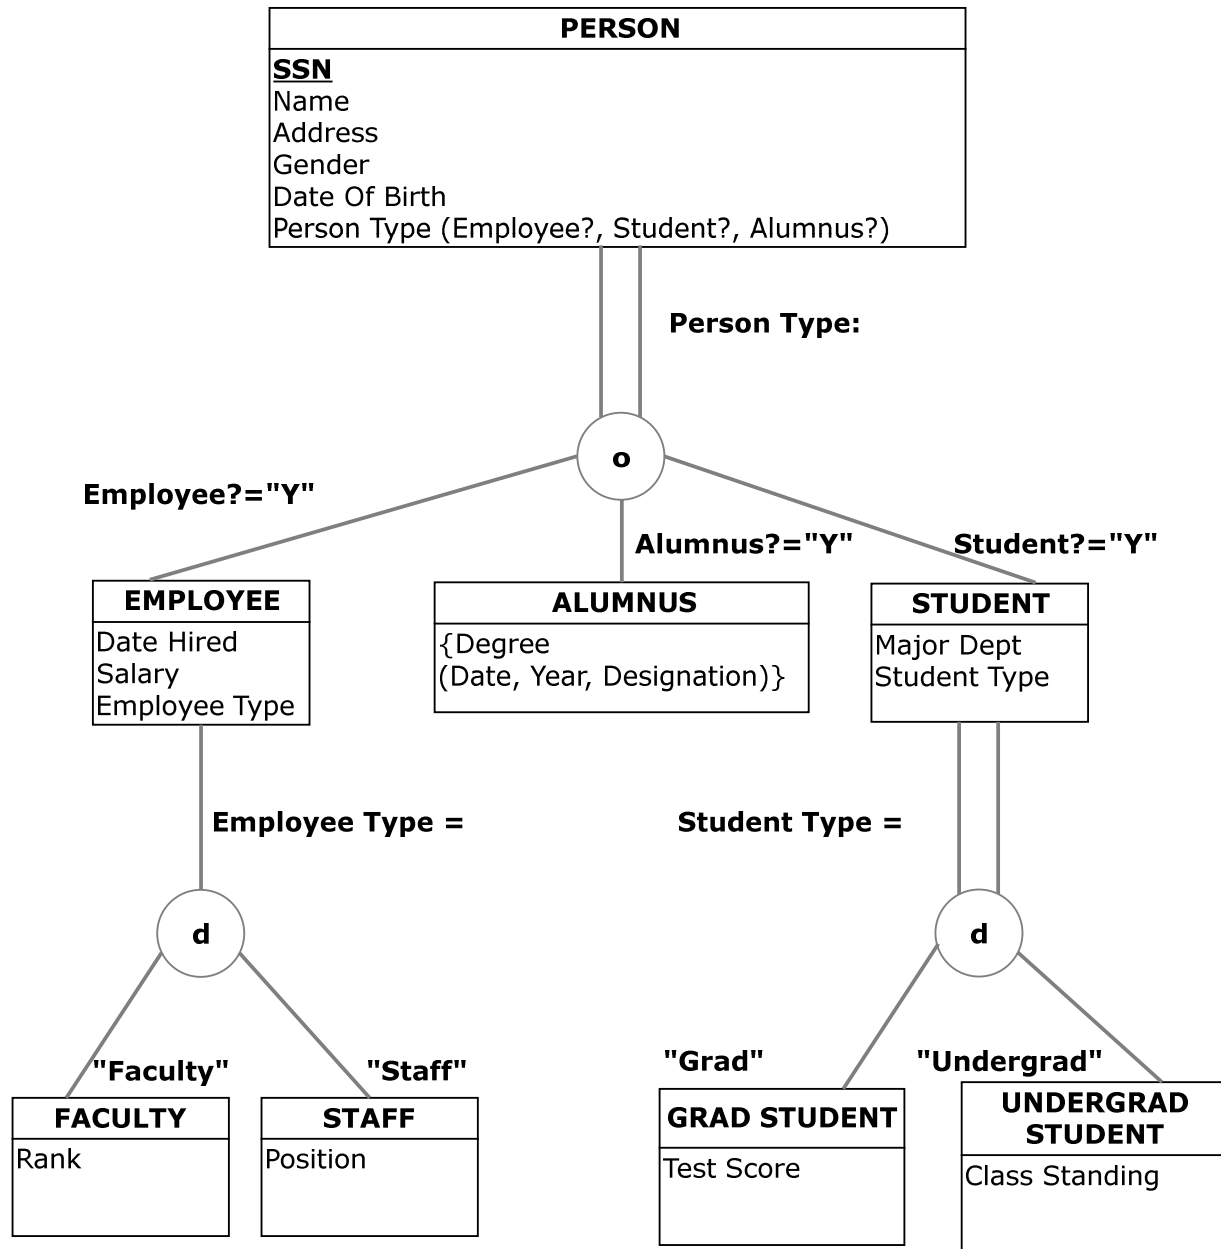 PERSON
SSN
Name
Address
Gender
Date Of Birth
Person Type (Employee?, Student?, Alumnus?)
Person Type:
o
Employee?="Y"
Alumnus?="Y"
Student?="Y"
EMPLOYEE
Date Hired
Salary
Employee Type
ALUMNUS
{Degree
(Date, Year, Designation)}
STUDENT
Major Dept
Student Type
Employee Type =
Student Type =
d
d
"Faculty"
"Staff"
"Grad"
"Undergrad"
FACULTY
Rank
STAFF
Position
GRAD STUDENT
Test Score
UNDERGRAD
STUDENT
Class Standing